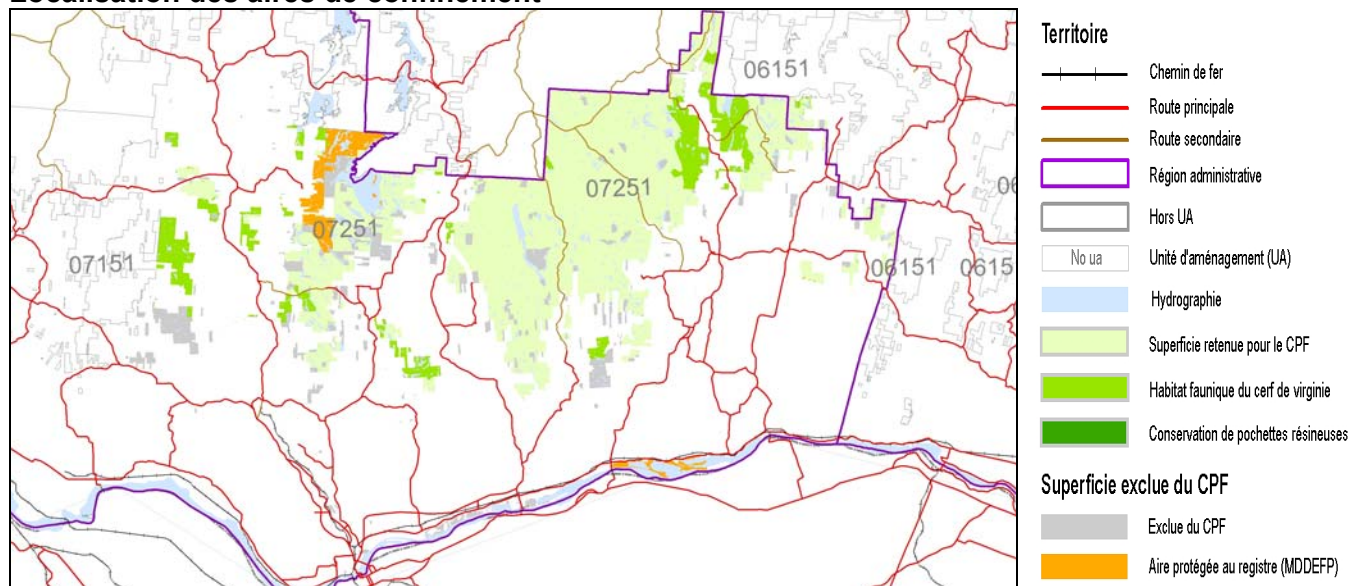 Localisation des aires de confinement
06151
07251
07251
07151
06151
0615
06
Territoire
Chemin de fer
Route principale
Route secondaire
Région administrative
Hors UA
No ua
Unité d'aménagement (UA)
Hydrographie
Superficie retenue pour le CPF
Habitat faunique du cerf de virginie
Conservation de pochettes résineuses
Superficie exclue du CPF
Exclue du CPF
Aire protégée au registre (MDDEFP)